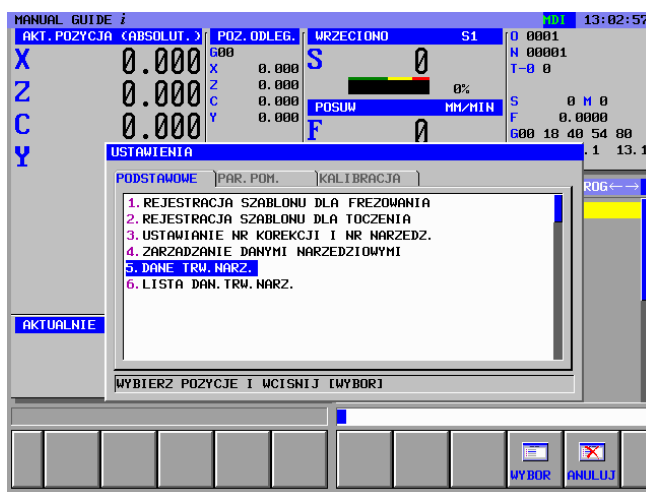 MANUAL GUIDE i MDI 13:02:57
AKT.POZYCJA (ABSOLUT.) POZ.ODLEG. WRZECIONO S1 O 0001
X 0.000 G00 S 0 N 00001
X 0.000 T-0 0
Z 0.000 Z 0.000 0%
C 0.000 C 0.000 POSUW MM/MIN S 0 M 0
Y 0.000 F 0 F 0.0000
G00 18 40 54 80
Y .1 13.1
USTAWIENIA
PODSTAWOWE PAR.POM. KALIBRACJA ROG←→
1.REJESTRACJA SZABLONU DLA FREZOWANIA
2.REJESTRACJA SZABLONU DLA TOCZENIA
3.USTAWIANIE NR KOREKCJI I NR NARZEDZ.
4.ZARZADZANIE DANYMI NARZEDZIOWYMI
5.DANE TRW.NARZ.
6.LISTA DAN.TRW.NARZ.
AKTUALNIE
WYBIERZ POZYCJE I WCISNIJ [WYBOR]
WYBOR ANULUJ